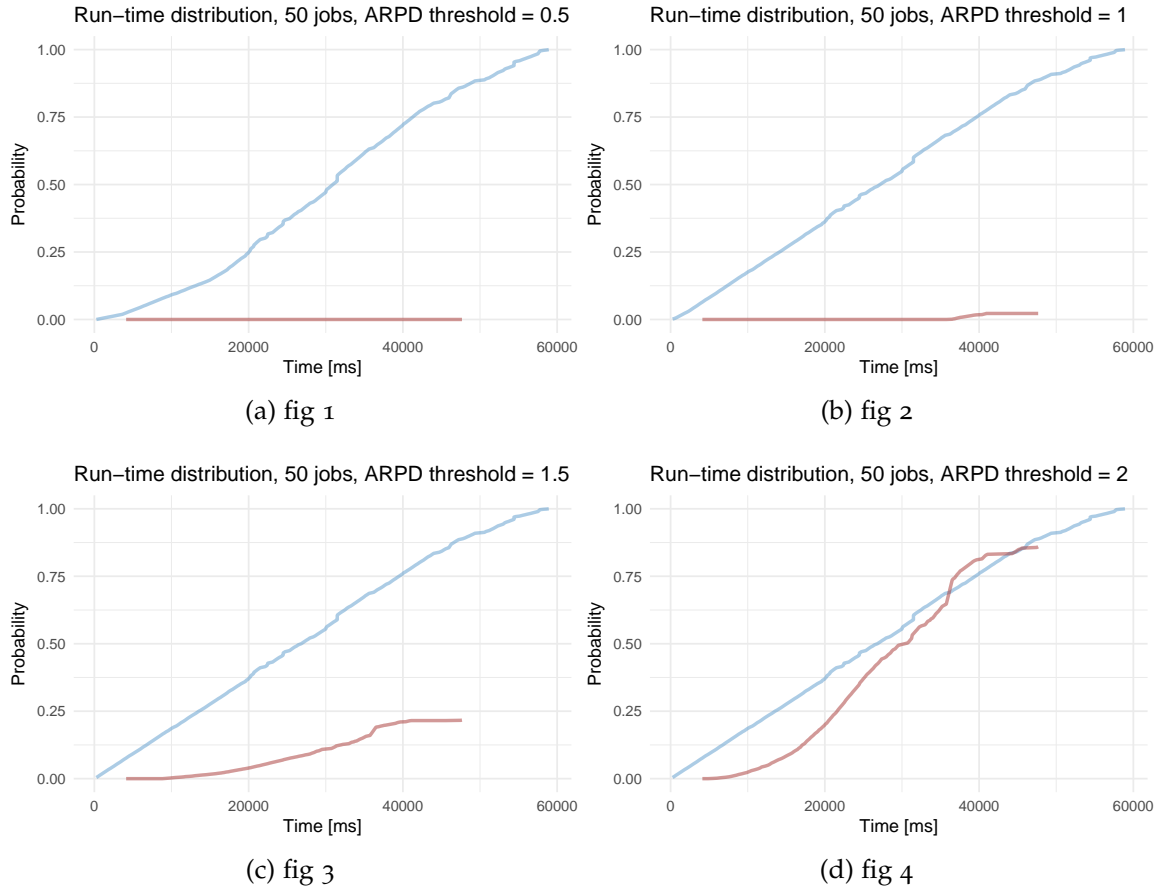 Run−time distribution, 50 jobs, ARPD threshold = 0.5
1.00
0.75
0.50
0.25
0.00
Probability
0
20000
40000
60000
Time [ms]
(a) fig 1
Run−time distribution, 50 jobs, ARPD threshold = 1
1.00
0.75
0.50
0.25
0.00
Probability
0
20000
40000
60000
Time [ms]
(b) fig 2
Run−time distribution, 50 jobs, ARPD threshold = 1.5
1.00
0.75
0.50
0.25
0.00
Probability
0
20000
40000
60000
Time [ms]
(c) fig 3
Run−time distribution, 50 jobs, ARPD threshold = 2
1.00
0.75
0.50
0.25
0.00
Probability
0
20000
40000
60000
Time [ms]
(d) fig 4